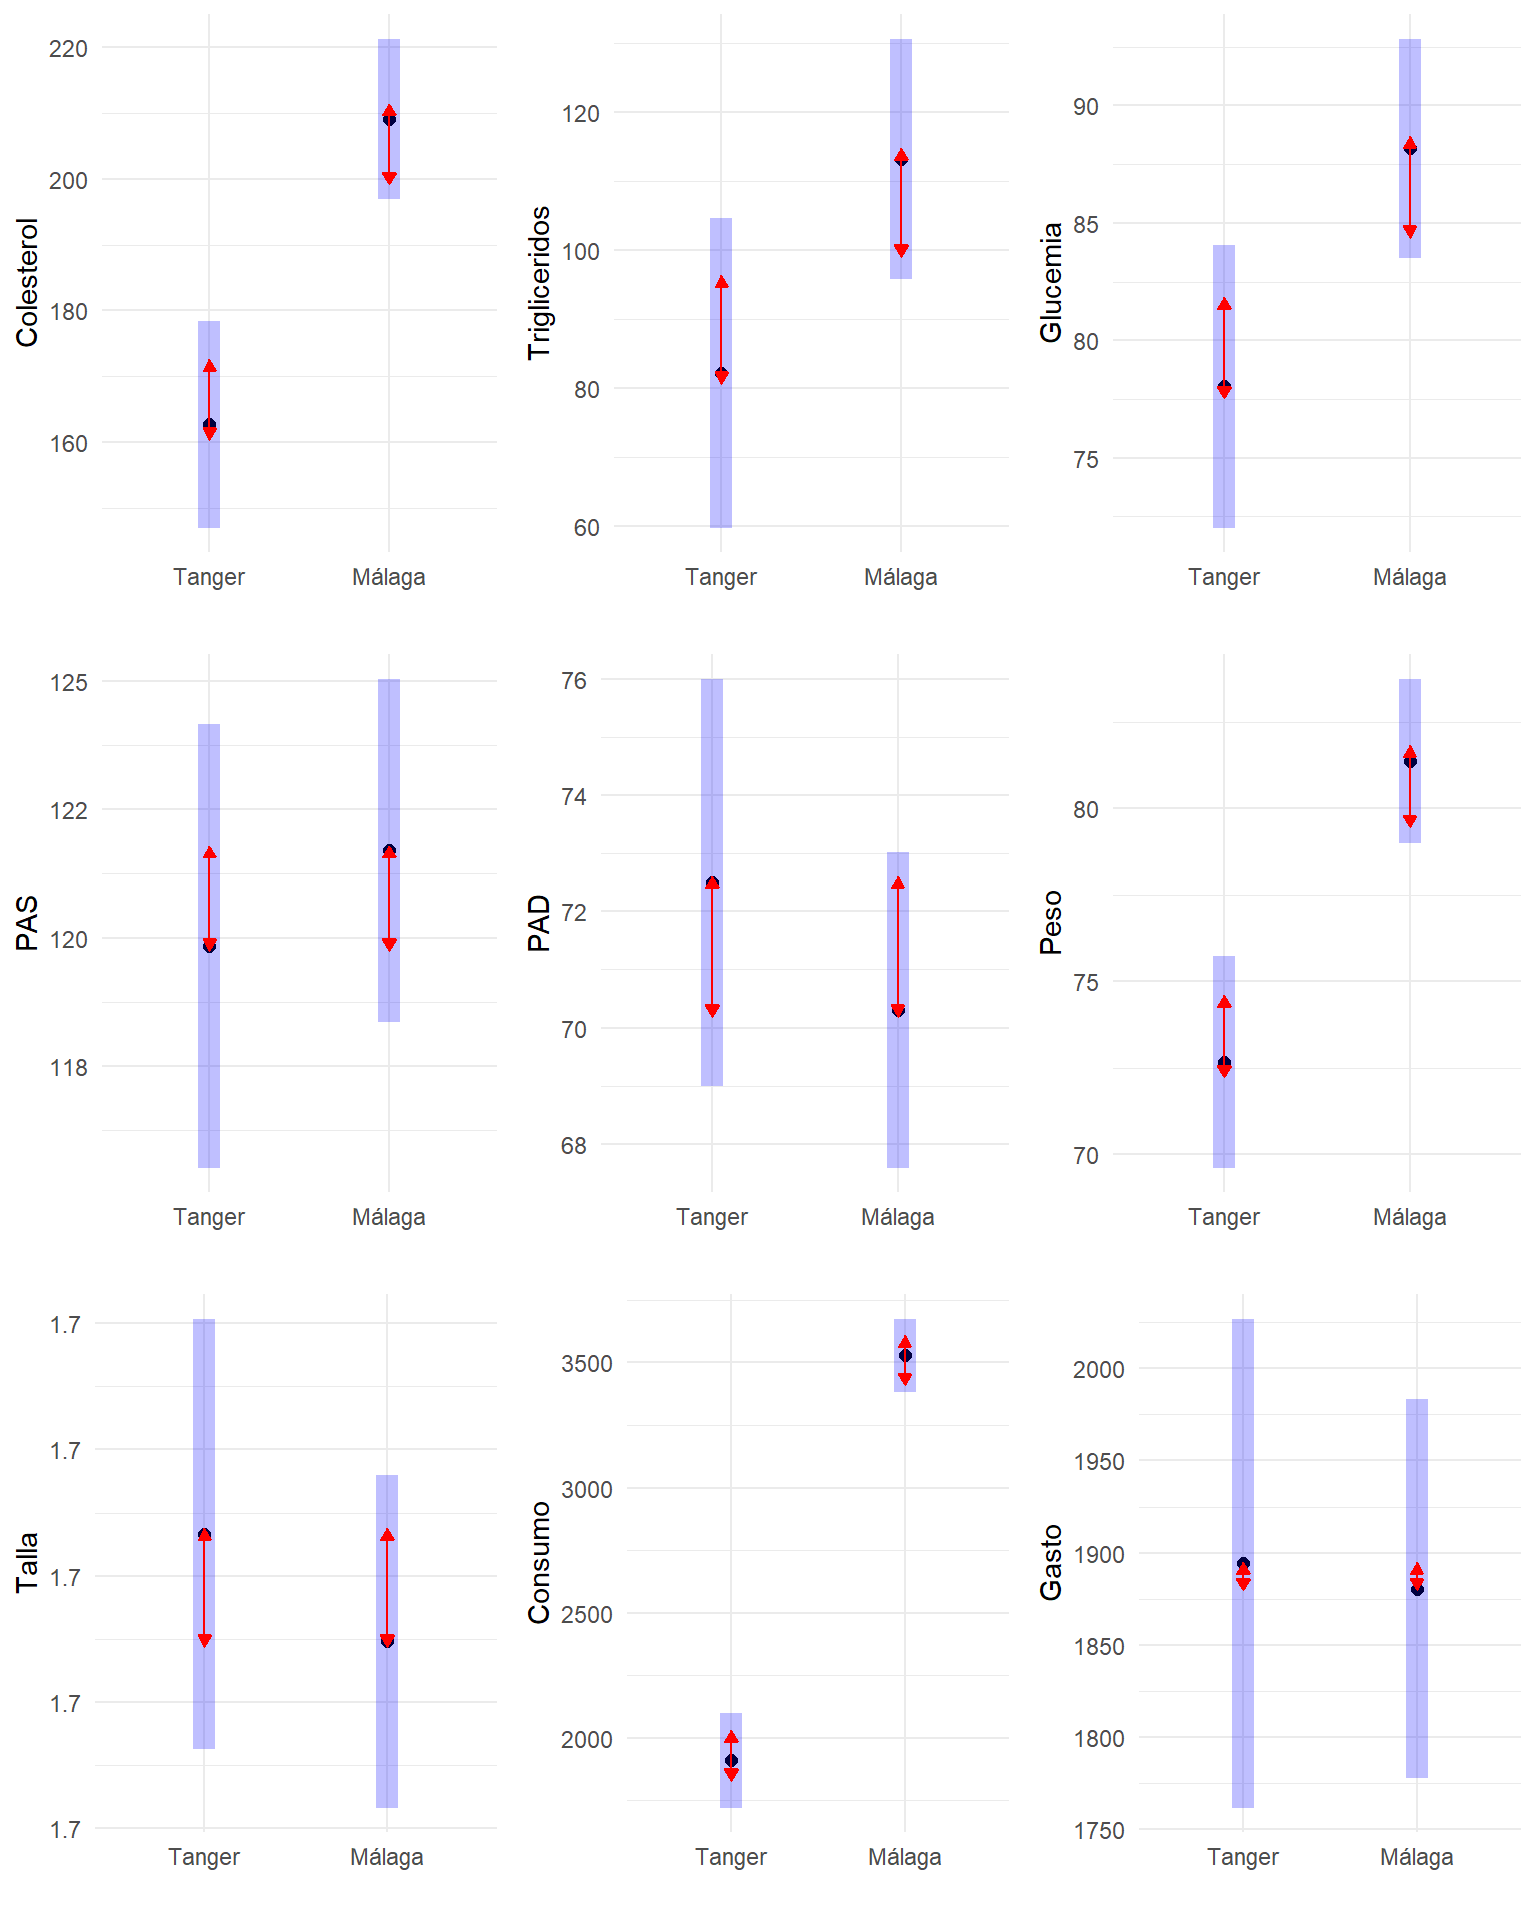 Colesterol
220
200
180
160
Tanger Málaga
Trigliceridos
120
100
80
60
Tanger Málaga
Glucemia
90
85
80
75
Tanger Málaga
PAS
125
122
120
118
Tanger Málaga
PAD
76
74
72
70
68
Tanger Málaga
Peso
80
75
70
Tanger Málaga
Talla
1.7
1.7
1.7
1.7
1.7
Tanger Málaga
Consumo
3500
3000
2500
2000
Tanger Málaga
Gasto
2000
1950
1900
1850
1800
1750
Tanger Málaga